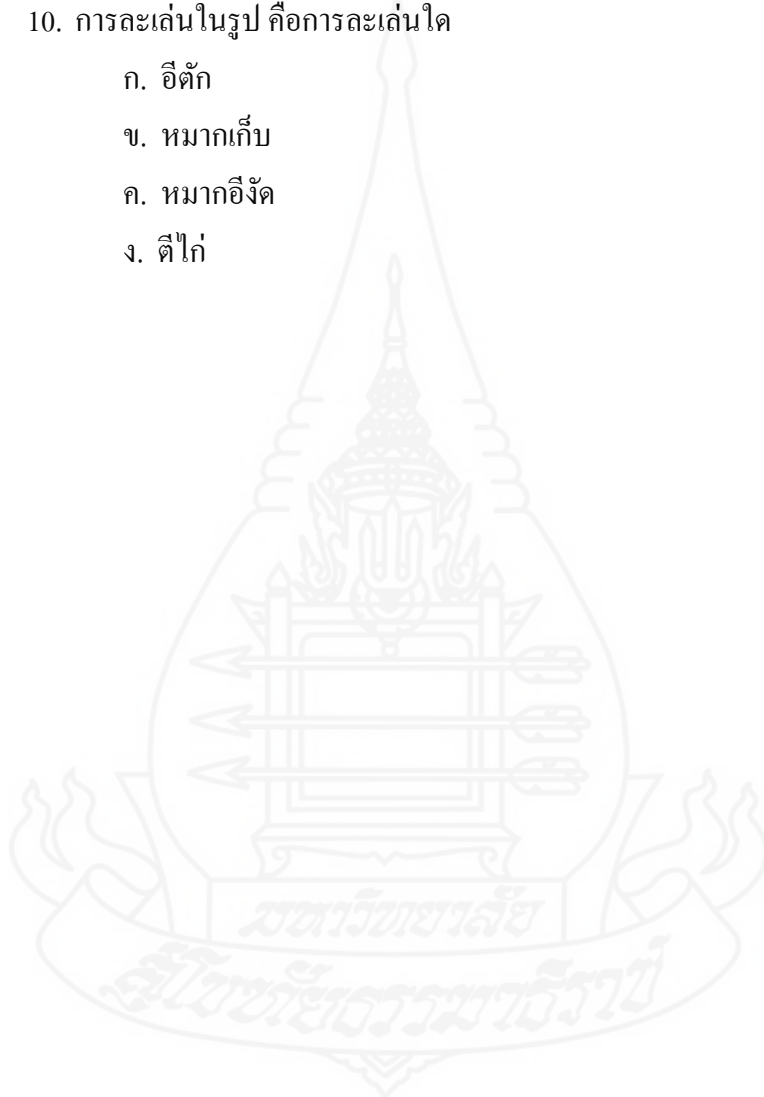 10. การละเล่นในรูป คือการละเล่นใด
ก. อีตัก
ข. หมากเก็บ
ค. หมากอีงัด
ง. ตีไก่
มหาวิทยาลัย
สุโขทัยธรรมาธิราช